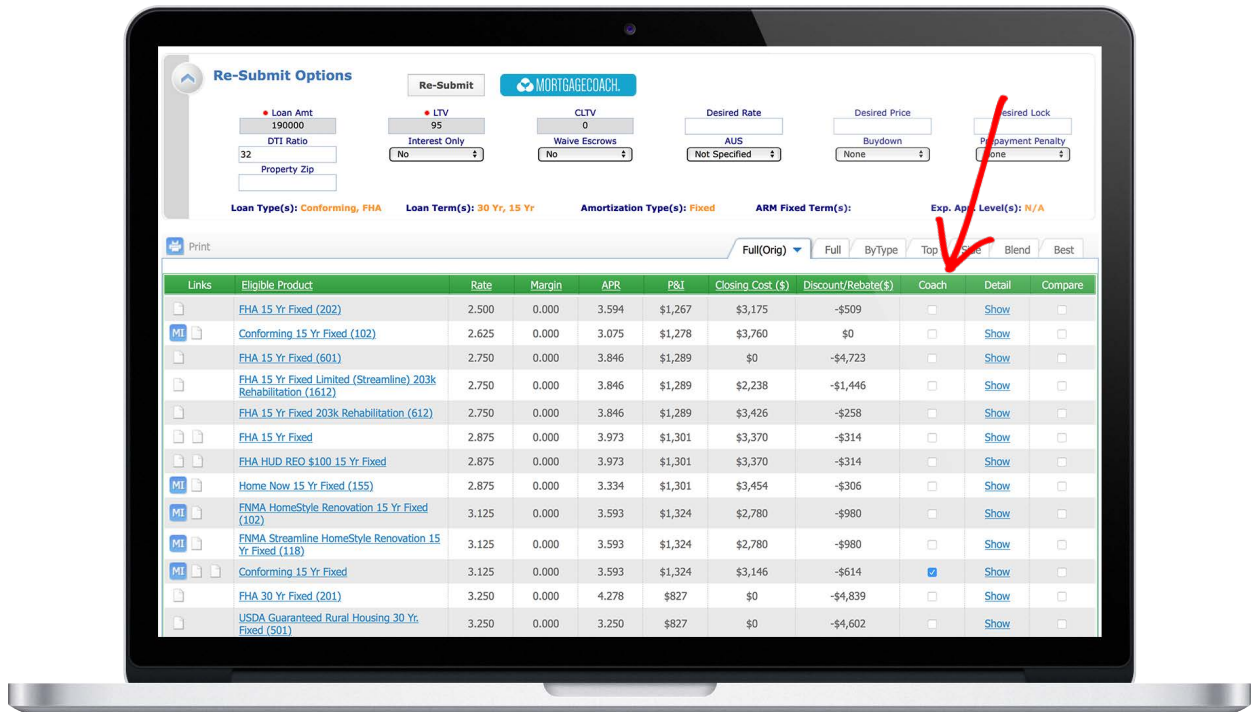 Re-Submit Options
Re-Submit
MORTGAGECOACH.
Loan Amt LTV CLTV Desired Rate Desired Price Desired Lock
190000 95 0
DTI Ratio Interest Only Waive Escrows AUS Buydown Prepayment Penalty
32 No No Not Specified None None
Property Zip
Loan Type(s): Conforming, FHA Loan Term(s): 30 Yr, 15 Yr Amortization Type(s): Fixed ARM Fixed Term(s): Exp. App. Level(s): N/A
Print
Full(Orig) Full ByType Top Side Blend Best
Links Eligible Product Rate Margin APR P&I Closing Cost ($) Discount/Rebate($) Coach Detail Compare
FHA 15 Yr Fixed (202) 2.500 0.000 3.594 $1,267 $3,175 -$509 Show
MI Conforming 15 Yr Fixed (102) 2.625 0.000 3.075 $1,278 $3,760 $0 Show
FHA 15 Yr Fixed (601) 2.750 0.000 3.846 $1,289 $0 -$4,723 Show
FHA 15 Yr Fixed Limited (Streamline) 203k
Rehabilitation (1612) 2.750 0.000 3.846 $1,289 $2,238 -$1,446 Show
FHA 15 Yr Fixed 203k Rehabilitation (612) 2.750 0.000 3.846 $1,289 $3,426 -$258 Show
FHA 15 Yr Fixed 2.875 0.000 3.973 $1,301 $3,370 -$314 Show
FHA HUD REO $100 15 Yr Fixed 2.875 0.000 3.973 $1,301 $3,370 -$314 Show
MI Home Now 15 Yr Fixed (155) 2.875 0.000 3.334 $1,301 $3,454 -$306 Show
MI FNMA HomeStyle Renovation 15 Yr Fixed
(102) 3.125 0.000 3.593 $1,324 $2,780 -$980 Show
MI FNMA Streamline HomeStyle Renovation 15
Yr Fixed (118) 3.125 0.000 3.593 $1,324 $2,780 -$980 Show
MI Conforming 15 Yr Fixed 3.125 0.000 3.593 $1,324 $3,146 -$614 Show
FHA 30 Yr Fixed (201) 3.250 0.000 4.278 $827 $0 -$4,839 Show
USDA Guaranteed Rural Housing 30 Yr.
Fixed (501) 3.250 0.000 3.250 $827 $0 -$4,602 Show